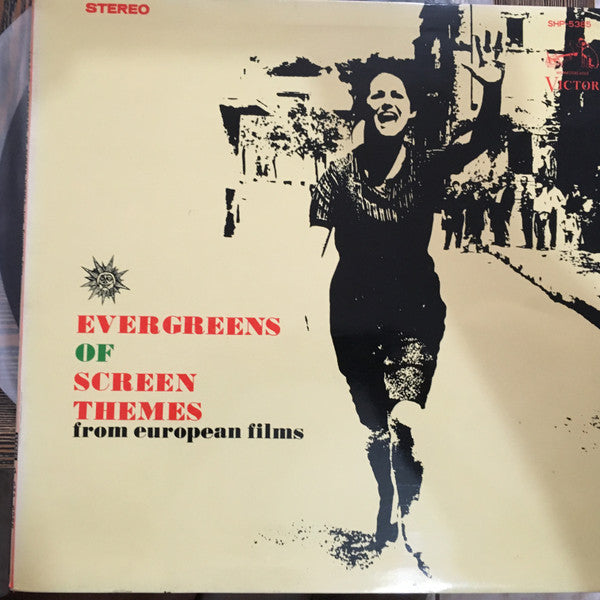 STEREO
SHP-5385
VICTOR
EVERGREENS
OF
SCREEN
THEMES
from european films